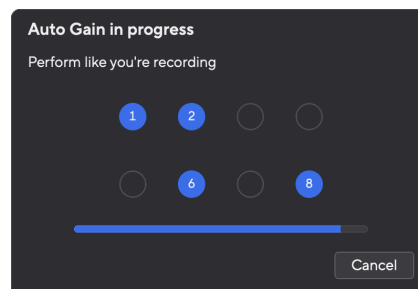 Auto Gain in progress
Perform like you're recording
1 2
6 8
Cancel